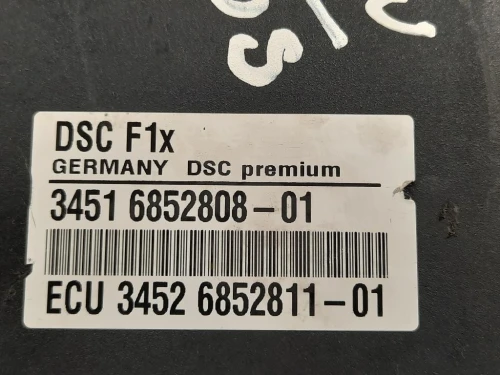 DSC F1x
GERMANY DSC premium
3451 6852808-01
ECU 3452 6852811-01